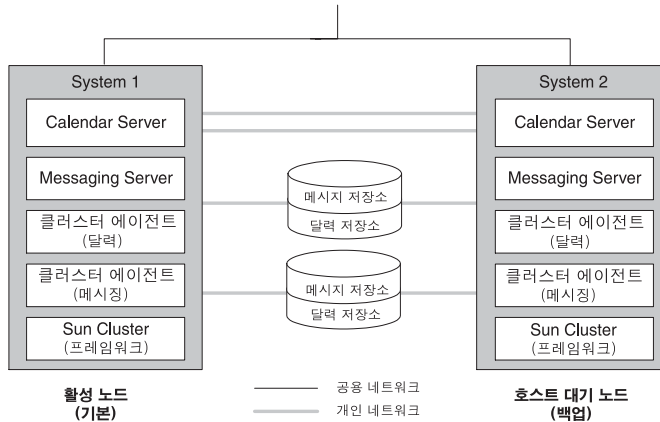 System 1
Calendar Server
Messaging Server
클러스터 에이전트
(달력)
클러스터 에이전트
(메시징)
Sun Cluster
(프레임워크)
활성 노드
(기본)
메시지 저장소
달력 저장소
메시지 저장소
달력 저장소
공용 네트워크
개인 네트워크
System 2
Calendar Server
Messaging Server
클러스터 에이전트
(달력)
클러스터 에이전트
(메시징)
Sun Cluster
(프레임워크)
호스트 대기 노드
(백업)